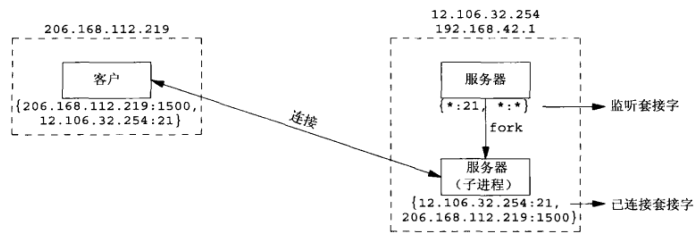 206.168.112.219
12.106.32.254
192.168.42.1
客户
服务器
{206.168.112.219:1500,
12.106.32.254:21}
{*:21, *:*}
监听套接字
连接
fork
服务器
（子进程）
{12.106.32.254:21,
206.168.112.219:1500}
已连接套接字